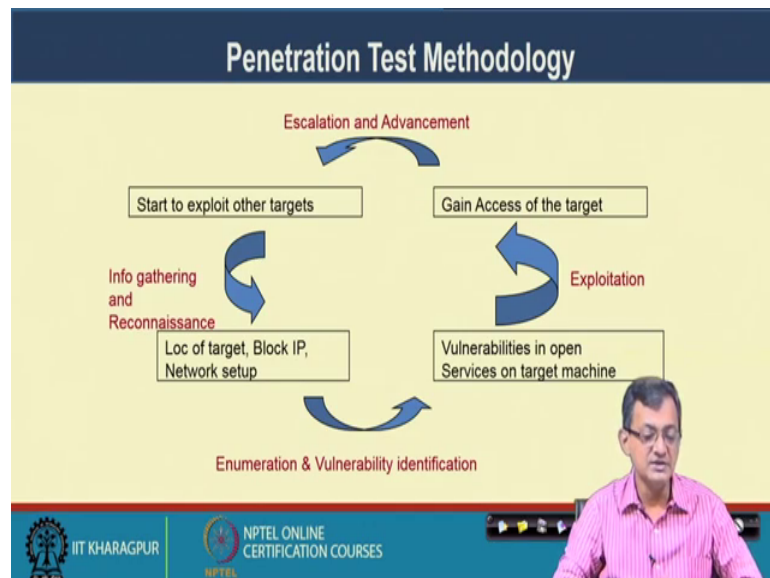 Penetration Test Methodology
Escalation and Advancement
Start to exploit other targets
Gain Access of the target
Info gathering
and
Reconnaissance
Exploitation
Loc of target, Block IP,
Network setup
Vulnerabilities in open
Services on target machine
Enumeration & Vulnerability identification
IIT KHARAGPUR
NPTEL
NPTEL ONLINE
CERTIFICATION COURSES